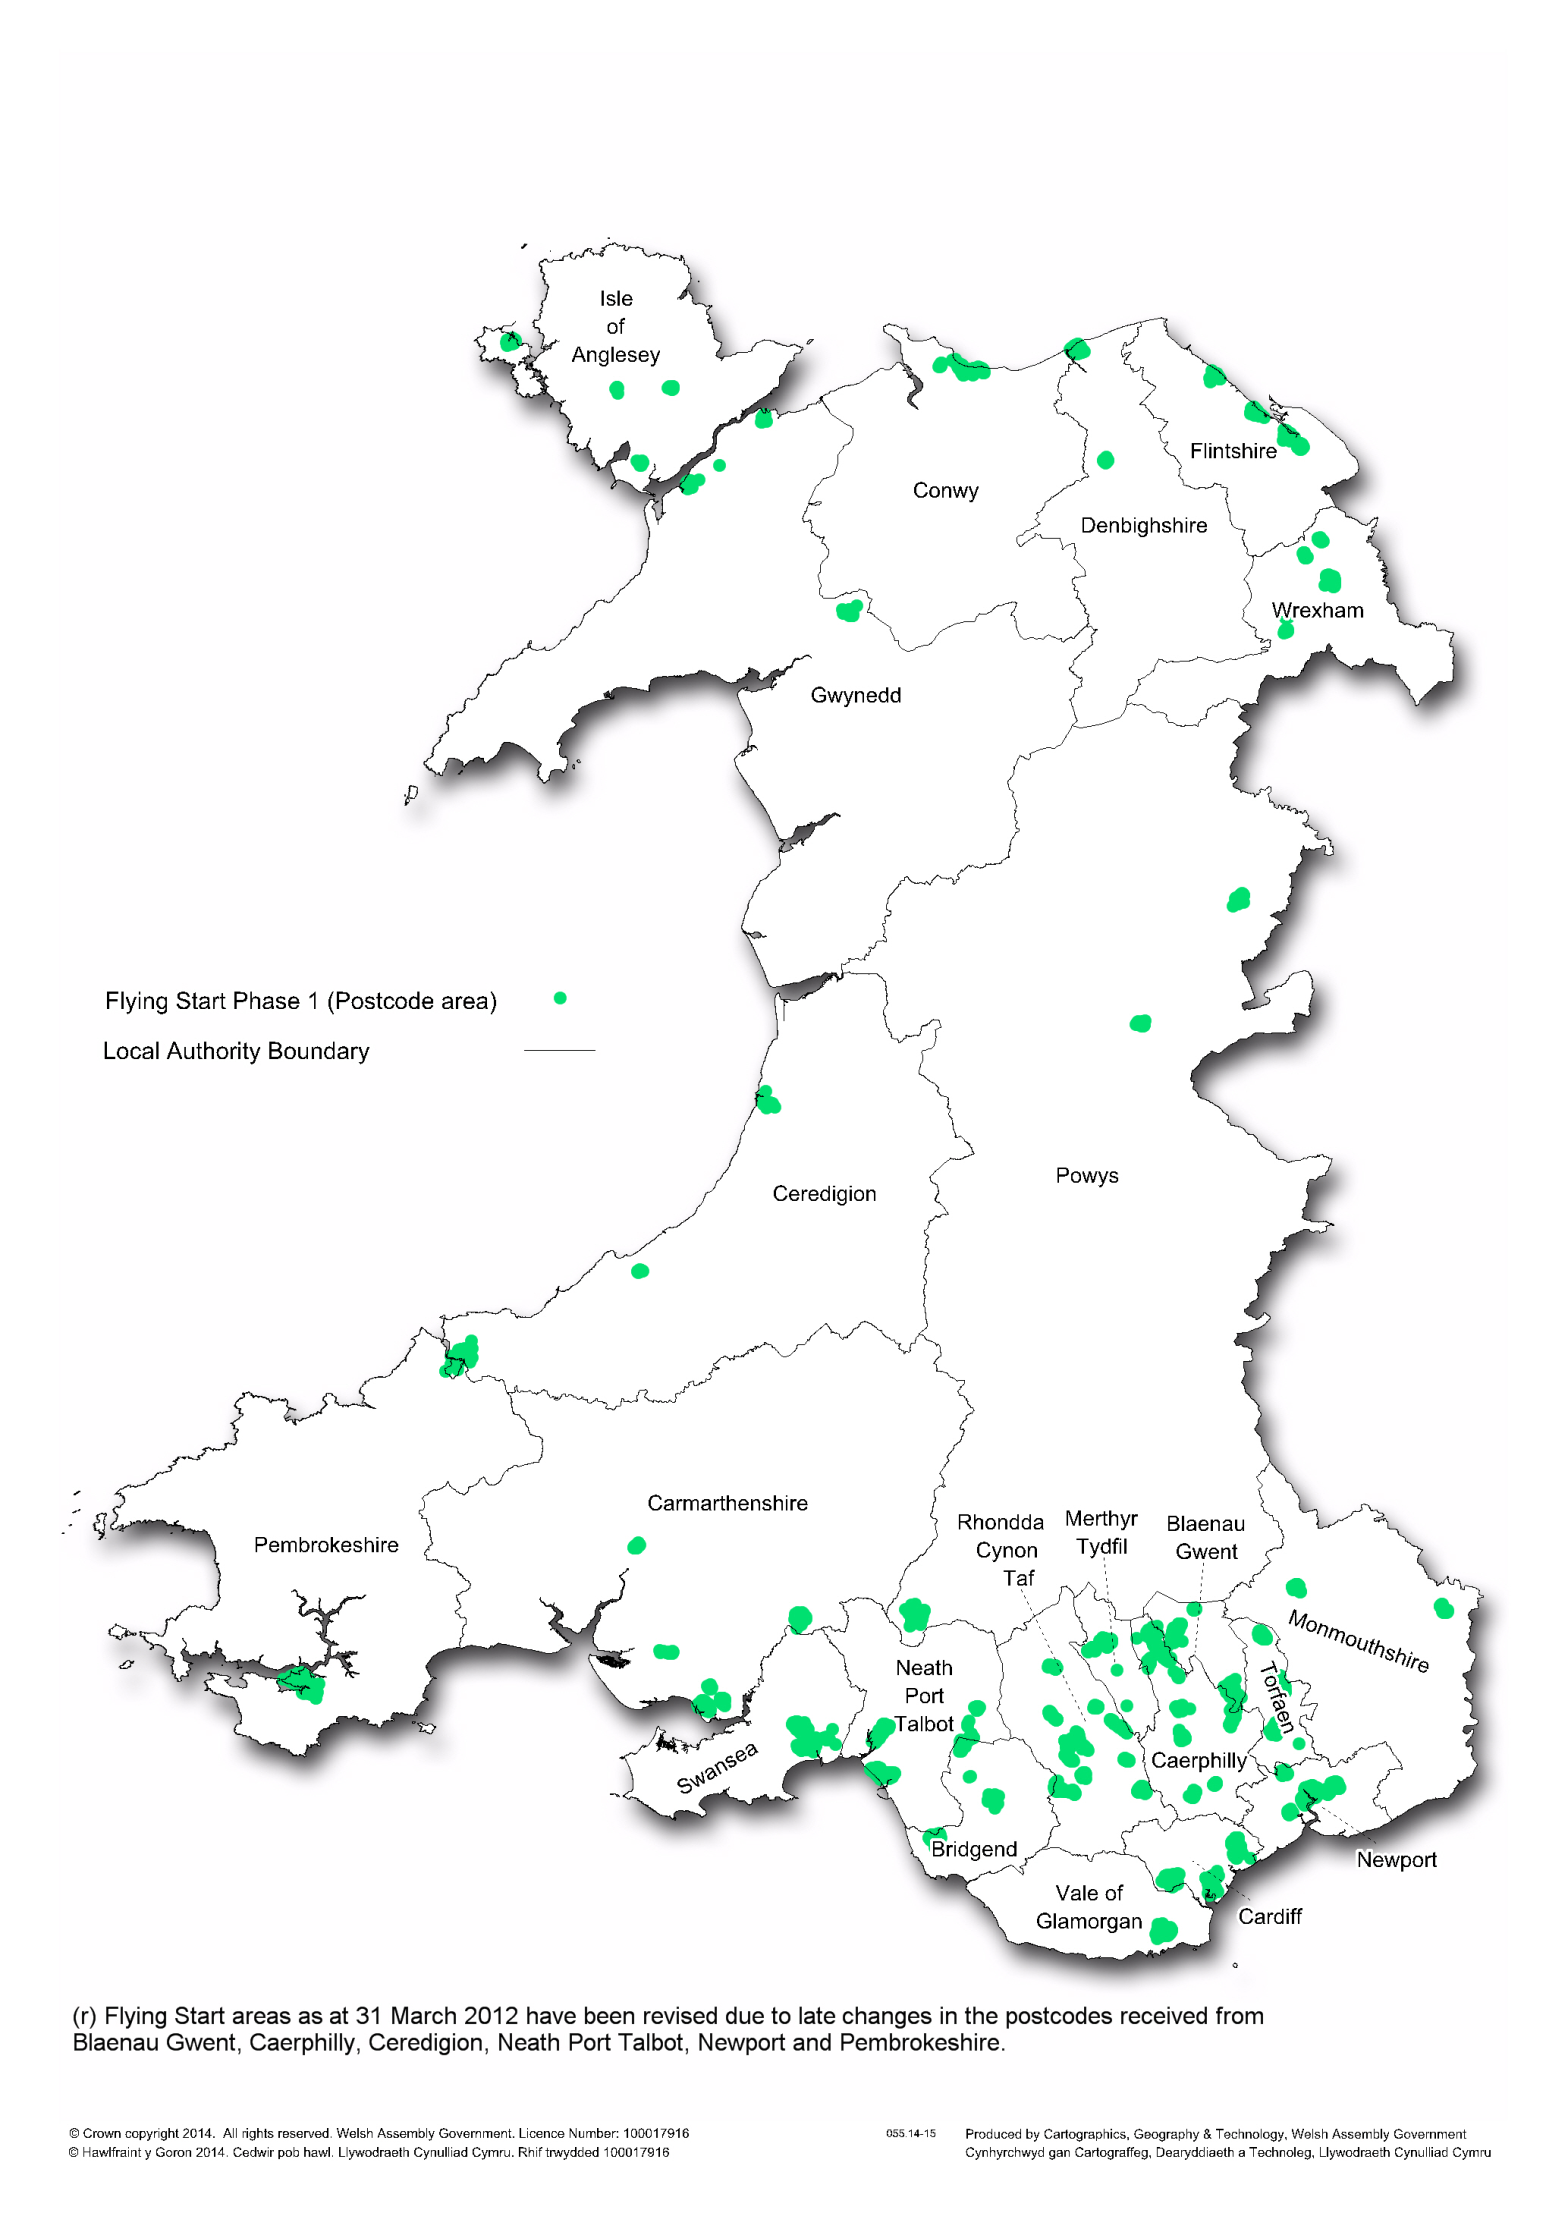 Isle
of
Anglesey
Flintshire
Conwy
Denbighshire
Wrexham
Gwynedd
Flying Start Phase 1 (Postcode area)
Local Authority Boundary
Powys
Ceredigion
Carmarthenshire
Pembrokeshire
Rhondda
Cynon
Taf
Merthyr
Tydfil
Blaenau
Gwent
Monmouthshire
Neath
Port
Talbot
Torfaen
Swansea
Caerphilly
Bridgend
Newport
Vale of
Glamorgan
Cardiff
(r) Flying Start areas as at 31 March 2012 have been revised due to late changes in the postcodes received from
Blaenau Gwent, Caerphilly, Ceredigion, Neath Port Talbot, Newport and Pembrokeshire.
© Crown copyright 2014. All rights reserved. Welsh Assembly Government. Licence Number: 100017916
© Hawlfraint y Goron 2014. Cedwir pob hawl. Llywodraeth Cynulliad Cymru. Rhif trwydded 100017916
055.14-15
Produced by Cartographics, Geography & Technology, Welsh Assembly Government
Cynhyrchwyd gan Cartograffeg, Dearyddiaeth a Technoleg, Llywodraeth Cynulliad Cymru